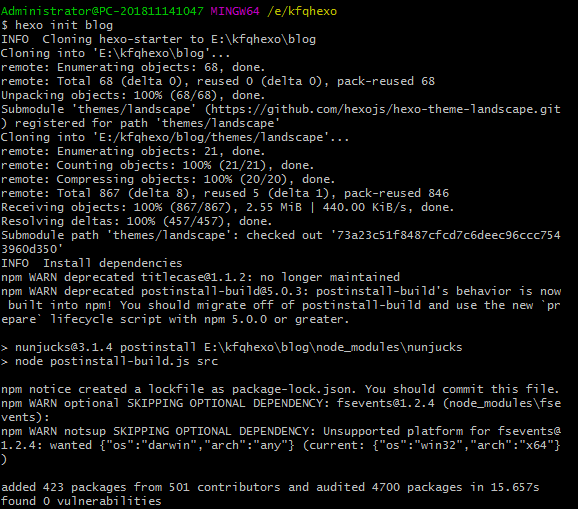 Administrator@PC-201811141047 MINGW64 /e/kfqhexo
$ hexo init blog
INFO  Cloning hexo-starter to E:\kfqhexo\blog
Cloning into 'E:\kfqhexo\blog'...
remote: Enumerating objects: 68, done.
remote: Total 68 (delta 0), reused 0 (delta 0), pack-reused 68
Unpacking objects: 100% (68/68), done.
Submodule 'themes/landscape' (https://github.com/hexojs/hexo-theme-landscape.git
) registered for path 'themes/landscape'
Cloning into 'E:/kfqhexo/blog/themes/landscape'...
remote: Enumerating objects: 21, done.
remote: Counting objects: 100% (21/21), done.
remote: Compressing objects: 100% (20/20), done.
remote: Total 867 (delta 8), reused 5 (delta 1), pack-reused 846
Receiving objects: 100% (867/867), 2.55 MiB | 440.00 KiB/s, done.
Resolving deltas: 100% (457/457), done.
Submodule path 'themes/landscape': checked out '73a23c51f8487cfcd7c6deec96ccc754
3960d350'
INFO  Install dependencies
npm WARN deprecated titlecase@1.1.2: no longer maintained
npm WARN deprecated postinstall-build@5.0.3: postinstall-build's behavior is now
 built into npm! You should migrate off of postinstall-build and use the new `pr
epare` lifecycle script with npm 5.0.0 or greater.
> nunjucks@3.1.4 postinstall E:\kfqhexo\blog\node_modules\nunjucks
> node postinstall-build.js src
npm notice created a lockfile as package-lock.json. You should commit this file.
npm WARN optional SKIPPING OPTIONAL DEPENDENCY: fsevents@1.2.4 (node_modules\fse
vents):
npm WARN notsup SKIPPING OPTIONAL DEPENDENCY: Unsupported platform for fsevents@
1.2.4: wanted {"os":"darwin","arch":"any"} (current: {"os":"win32","arch":"x64"}
)
added 423 packages from 501 contributors and audited 4700 packages in 15.657s
found 0 vulnerabilities